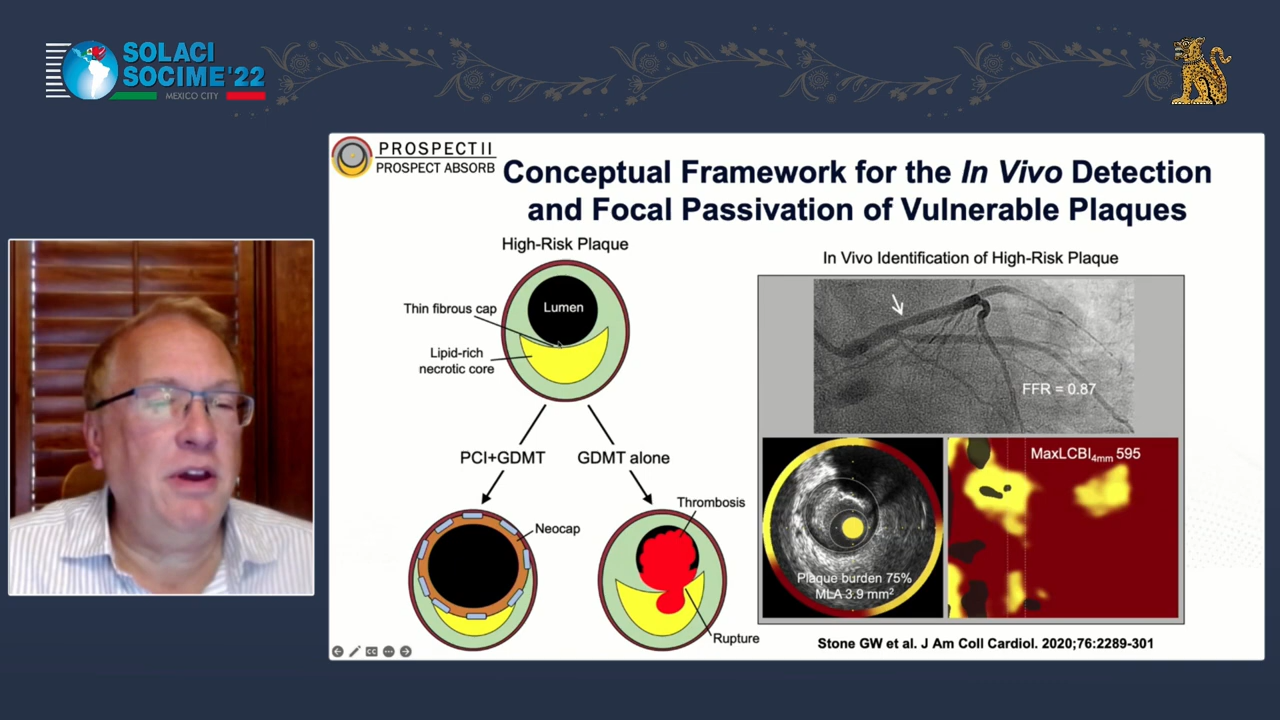 SOLACI
SOCIME'22
MEXICO CITY
PROSPECT II
PROSPECT ABSORB
Conceptual Framework for the In Vivo Detection
and Focal Passivation of Vulnerable Plaques
High-Risk Plaque
Thin fibrous cap
Lumen
Lipid-rich
necrotic core
PCI+GDMT
GDMT alone
Neocap
Thrombosis
Rupture
In Vivo Identification of High-Risk Plaque
FFR = 0.87
Plaque burden 75%
MLA 3.9 mm²
MaxLCBI4mm 595
Stone GW et al. J Am Coll Cardiol. 2020;76:2289-301
CC